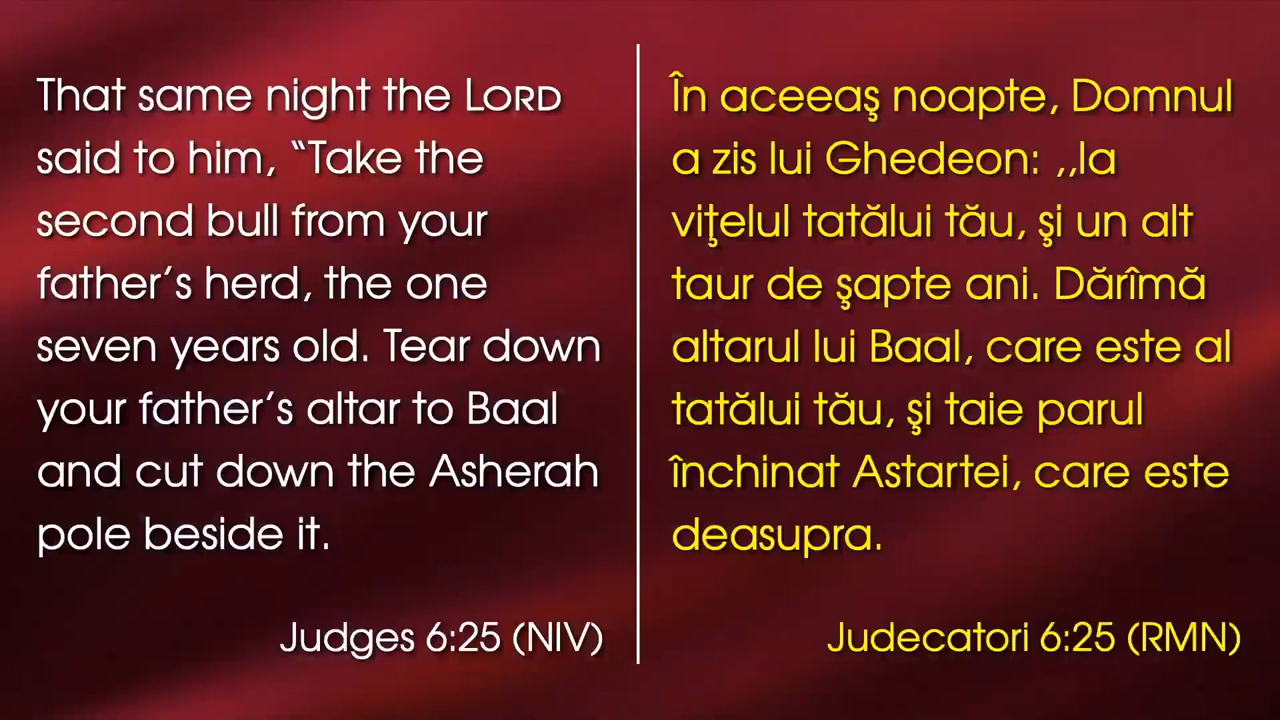 That same night the LORD
said to him, “Take the
second bull from your
father’s herd, the one
seven years old. Tear down
your father’s altar to Baal
and cut down the Asherah
pole beside it.
Judges 6:25 (NIV)
În aceeaş noapte, Domnul
a zis lui Ghedeon: ,,Ia
viţelul tatălui tău, şi un alt
taur de şapte ani. Dărîmă
altarul lui Baal, care este al
tatălui tău, şi taie parul
închinat Astartei, care este
deasupra.
Judecatori 6:25 (RMN)